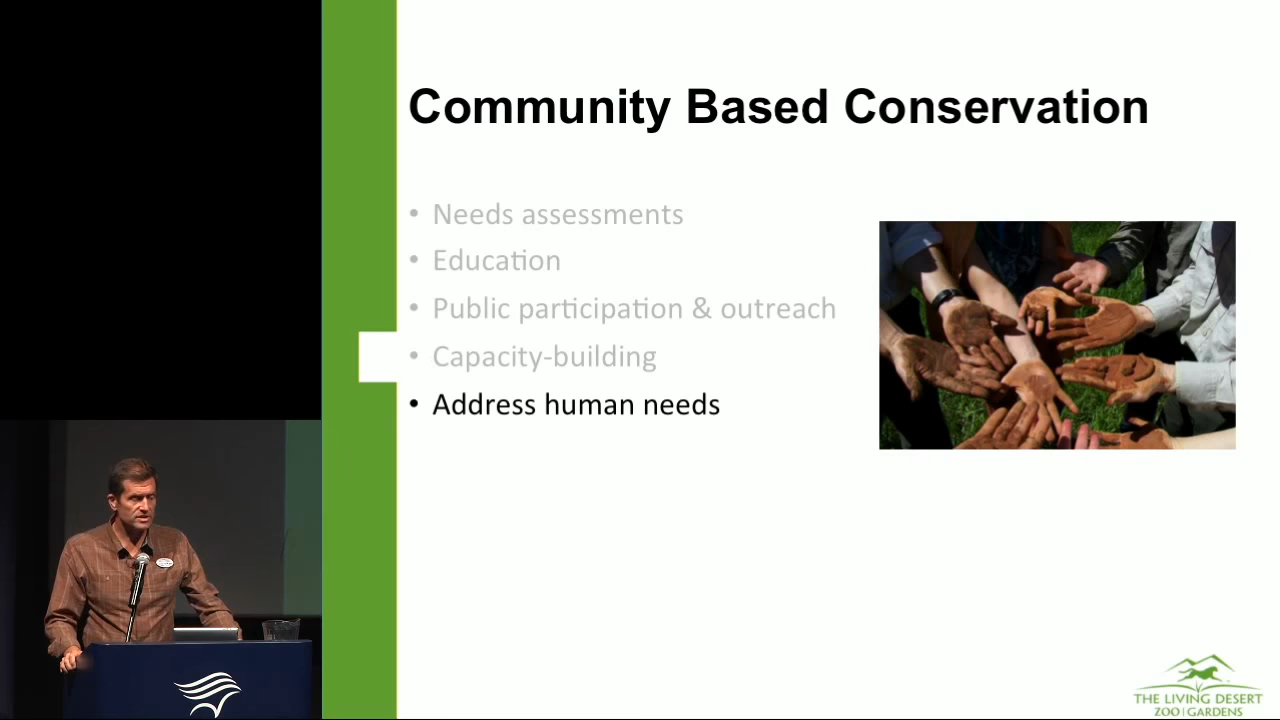 Community Based Conservation
• Needs assessments
• Education
• Public participation & outreach
• Capacity-building
• Address human needs
THE LIVING DESERT
ZOO | GARDENS